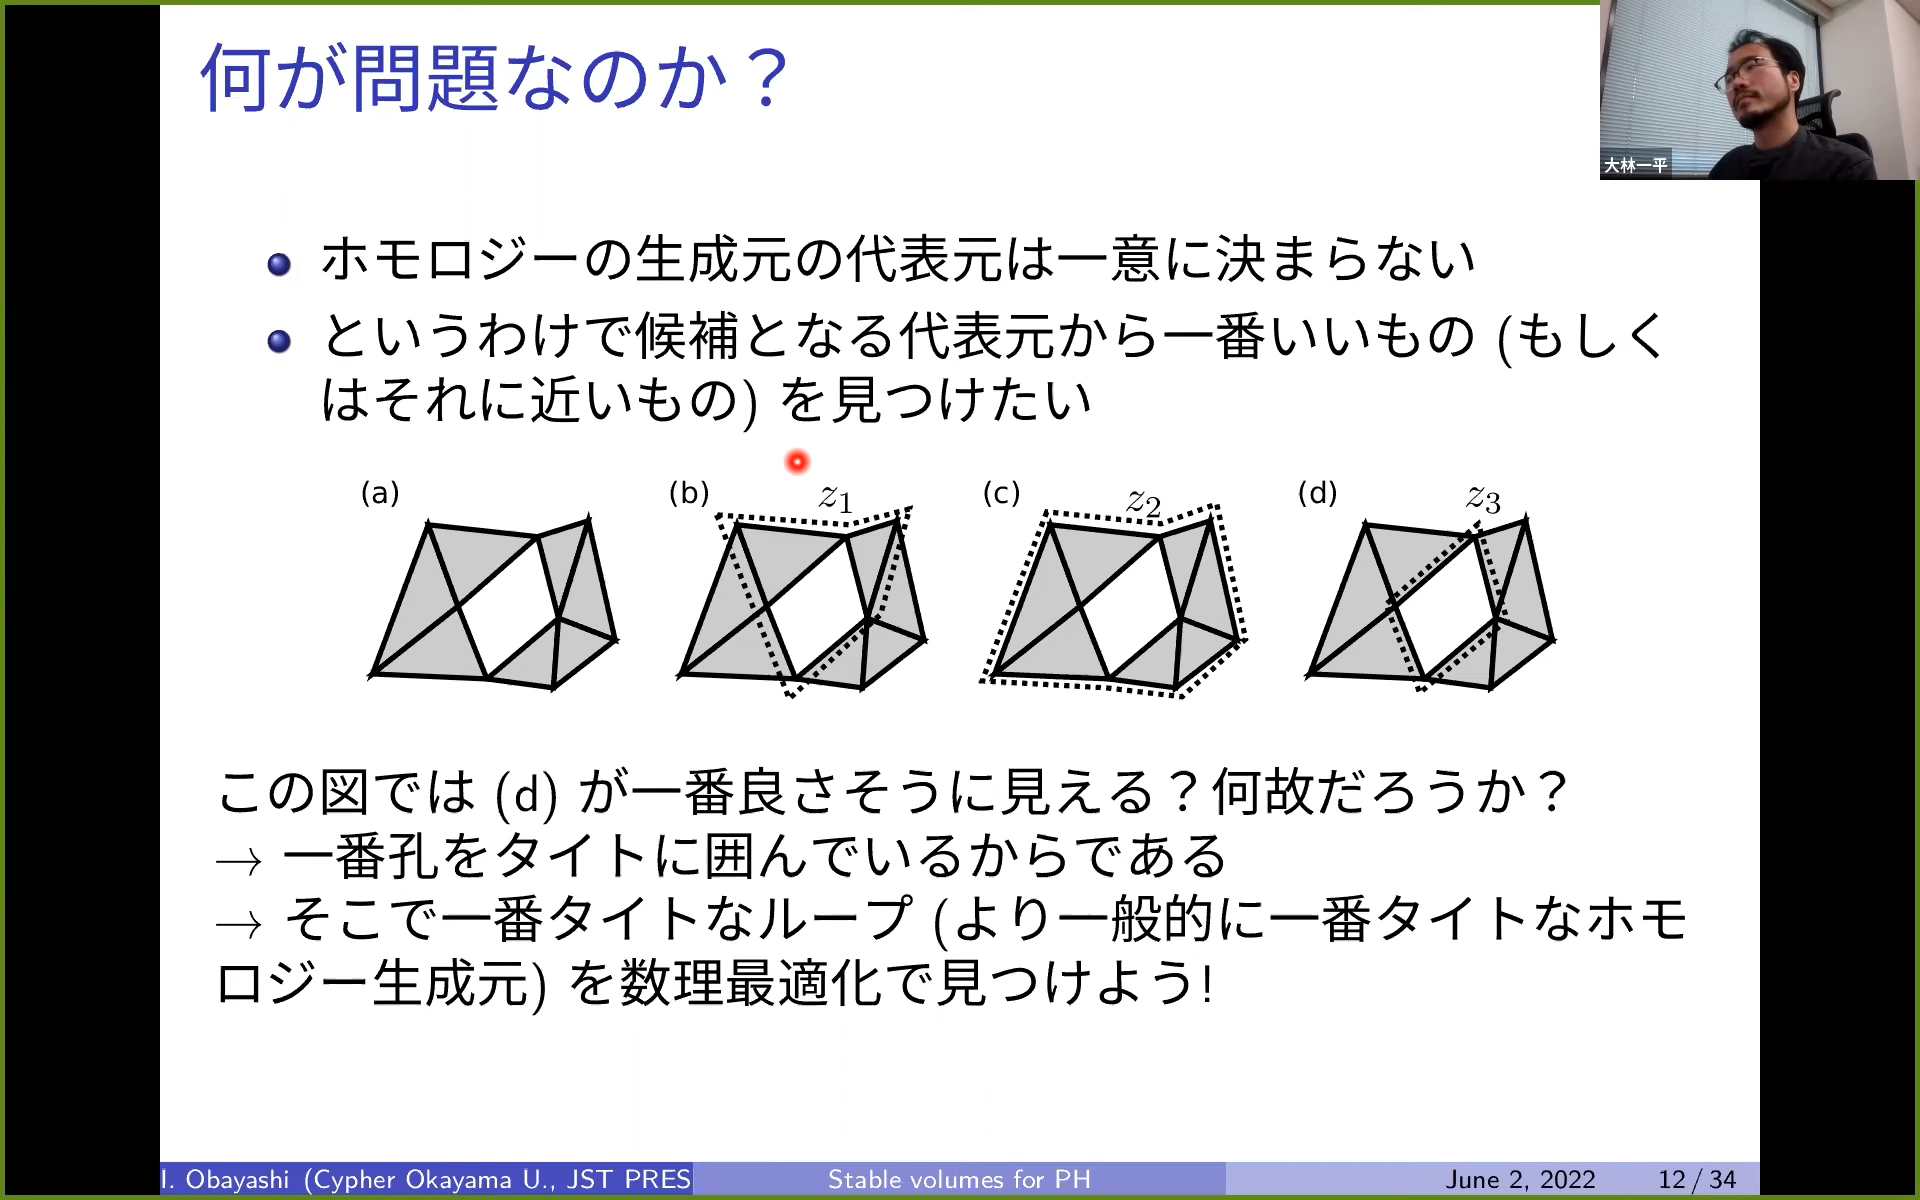 何が問題なのか？
大林一平
ホモロジーの生成元の代表元は一意に決まらない
というわけで候補となる代表元から一番いいもの (もしく
はそれに近いもの) を見つけたい
(a) (b) z1 (c) z2 (d) z3
この図では (d) が一番良さそうに見える？何故だろうか？
→ 一番孔をタイトに囲んでいるからである
→ そこで一番タイトなループ (より一般的に一番タイトなホモ
ロジー生成元) を数理最適化で見つけよう!
I. Obayashi (Cypher Okayama U., JST PRES Stable volumes for PH June 2, 2022 12 / 34